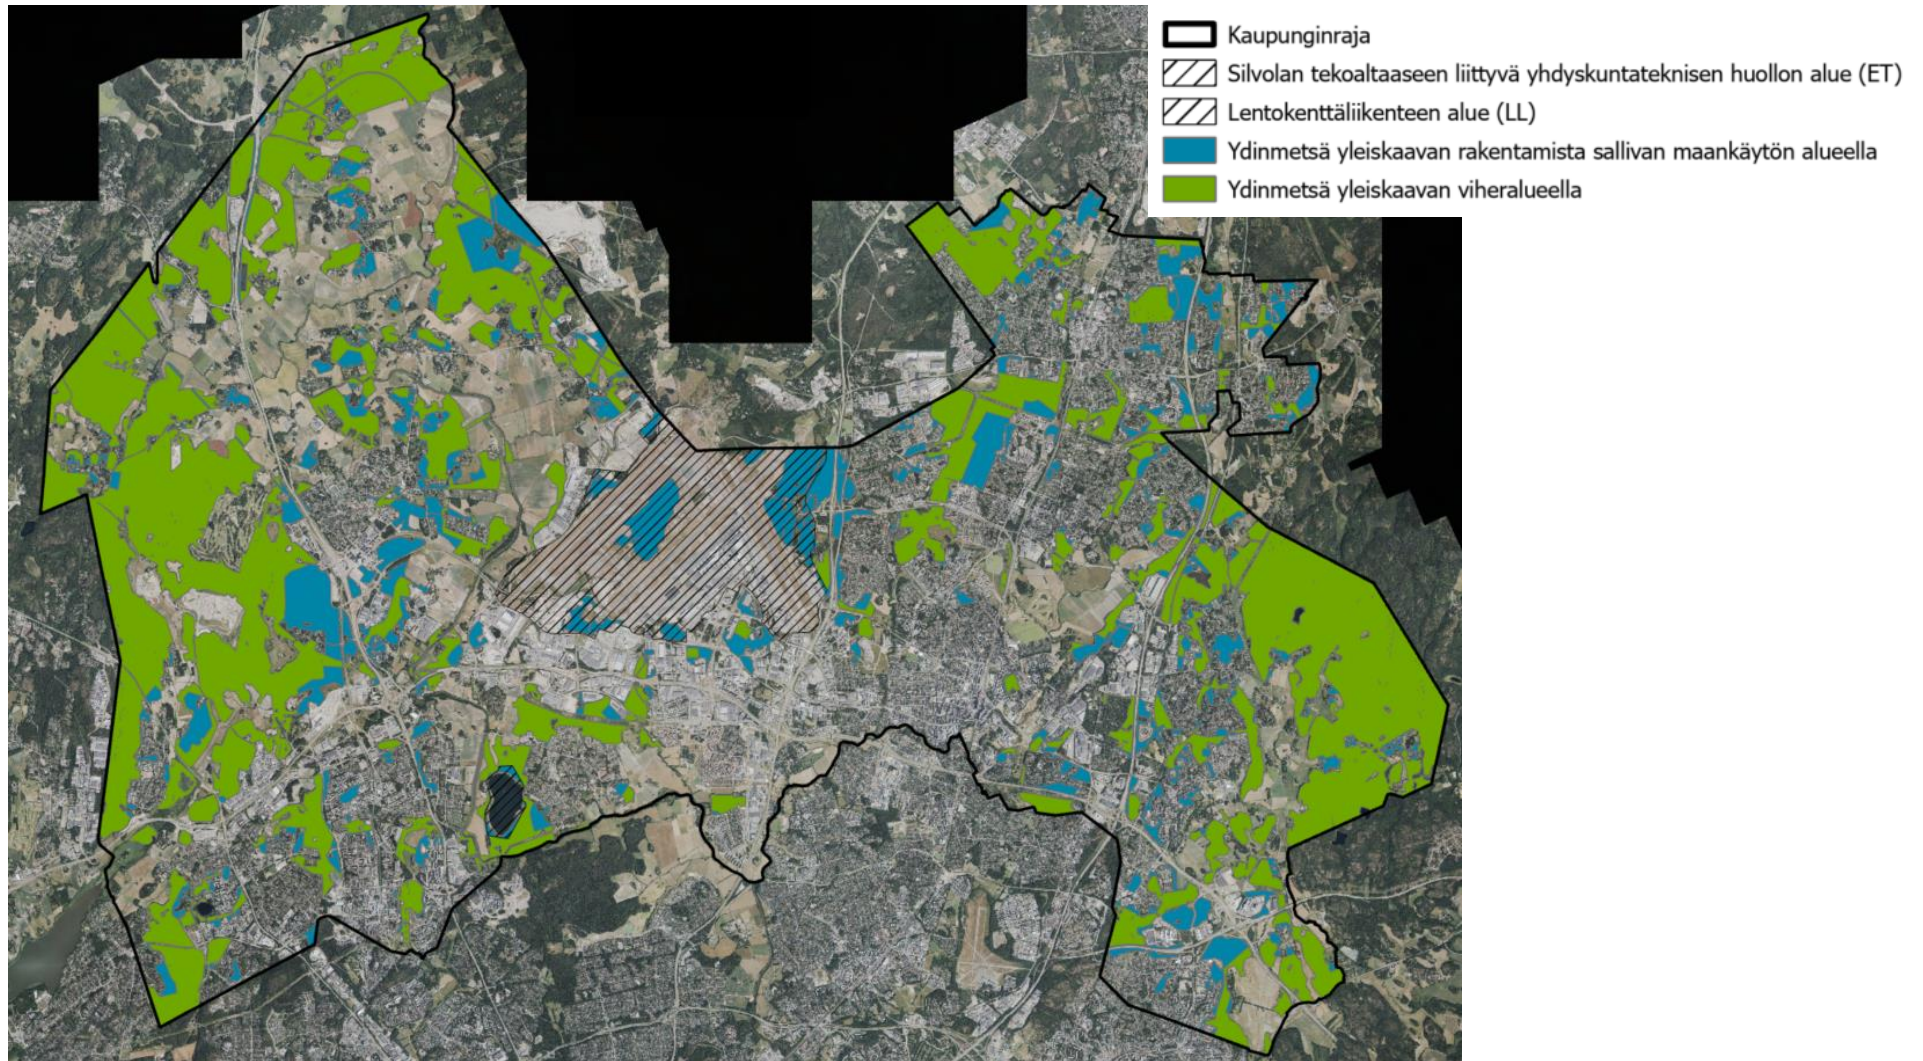 Kaupunginraja
Silvolan tekoaltaaseen liittyvä yhdyskuntateknisen huollon alue (ET)
Lentokenttäliikenteen alue (LL)
Ydinmetsä yleiskaavan rakentamista sallivan maankäytön alueella
Ydinmetsä yleiskaavan viheralueella